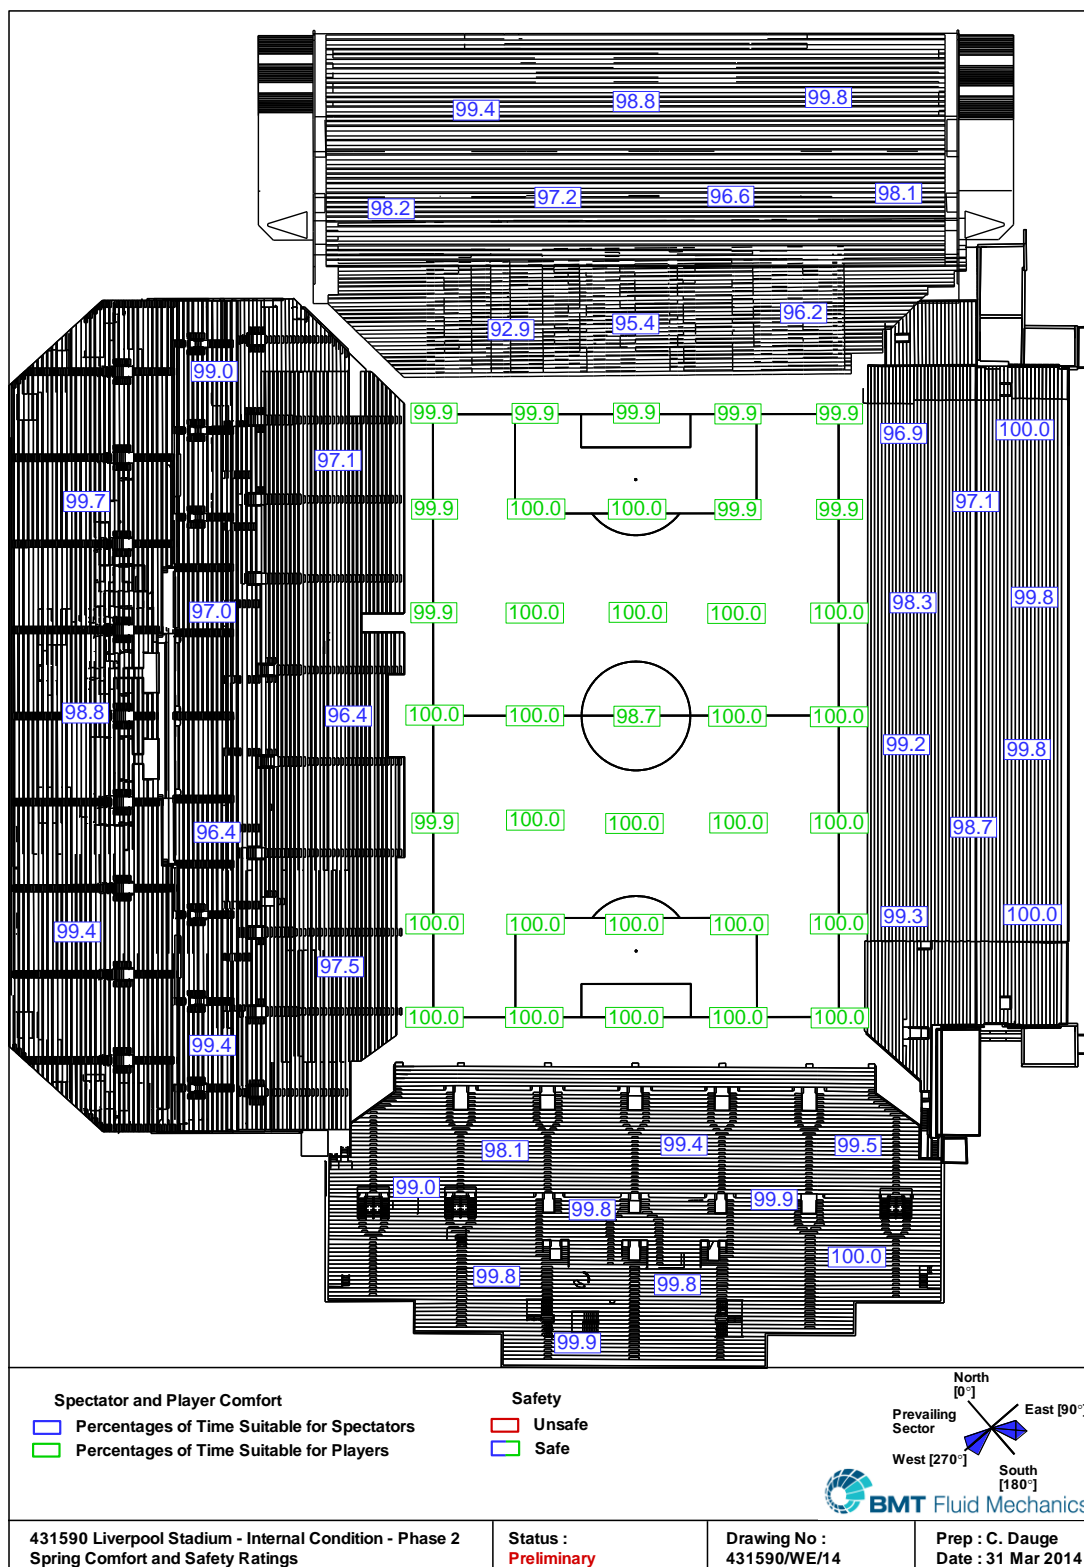 99.4 98.8 99.8
98.2 97.2 96.6 98.1
92.9 95.4 96.2
99.0
99.9 99.9 99.9 99.9 99.9
96.9 100.0
97.1
99.7 99.9 100.0 100.0 99.9 99.9 97.1
97.0 99.9 100.0 100.0 100.0 100.0 98.3 99.8
98.8 96.4 100.0 100.0 98.7 100.0 100.0
99.2 99.8
96.4 99.9 100.0 100.0 100.0 100.0 98.7
99.4 100.0 100.0 100.0 100.0 100.0 99.3 100.0
97.5
99.4 100.0 100.0 100.0 100.0 100.0
98.1 99.4 99.5
99.0 99.8 99.9
99.8 99.8 100.0
99.9
Spectator and Player Comfort
Percentages of Time Suitable for Spectators
Percentages of Time Suitable for Players
Safety
Unsafe
Safe
North
[0°]
East [90°]
Prevailing
Sector
West [270°]
South
[180°]
BMT Fluid Mechanics
431590 Liverpool Stadium - Internal Condition - Phase 2
Spring Comfort and Safety Ratings
Status :
Preliminary
Drawing No :
431590/WE/14
Prep : C. Dauge
Date : 31 Mar 2014